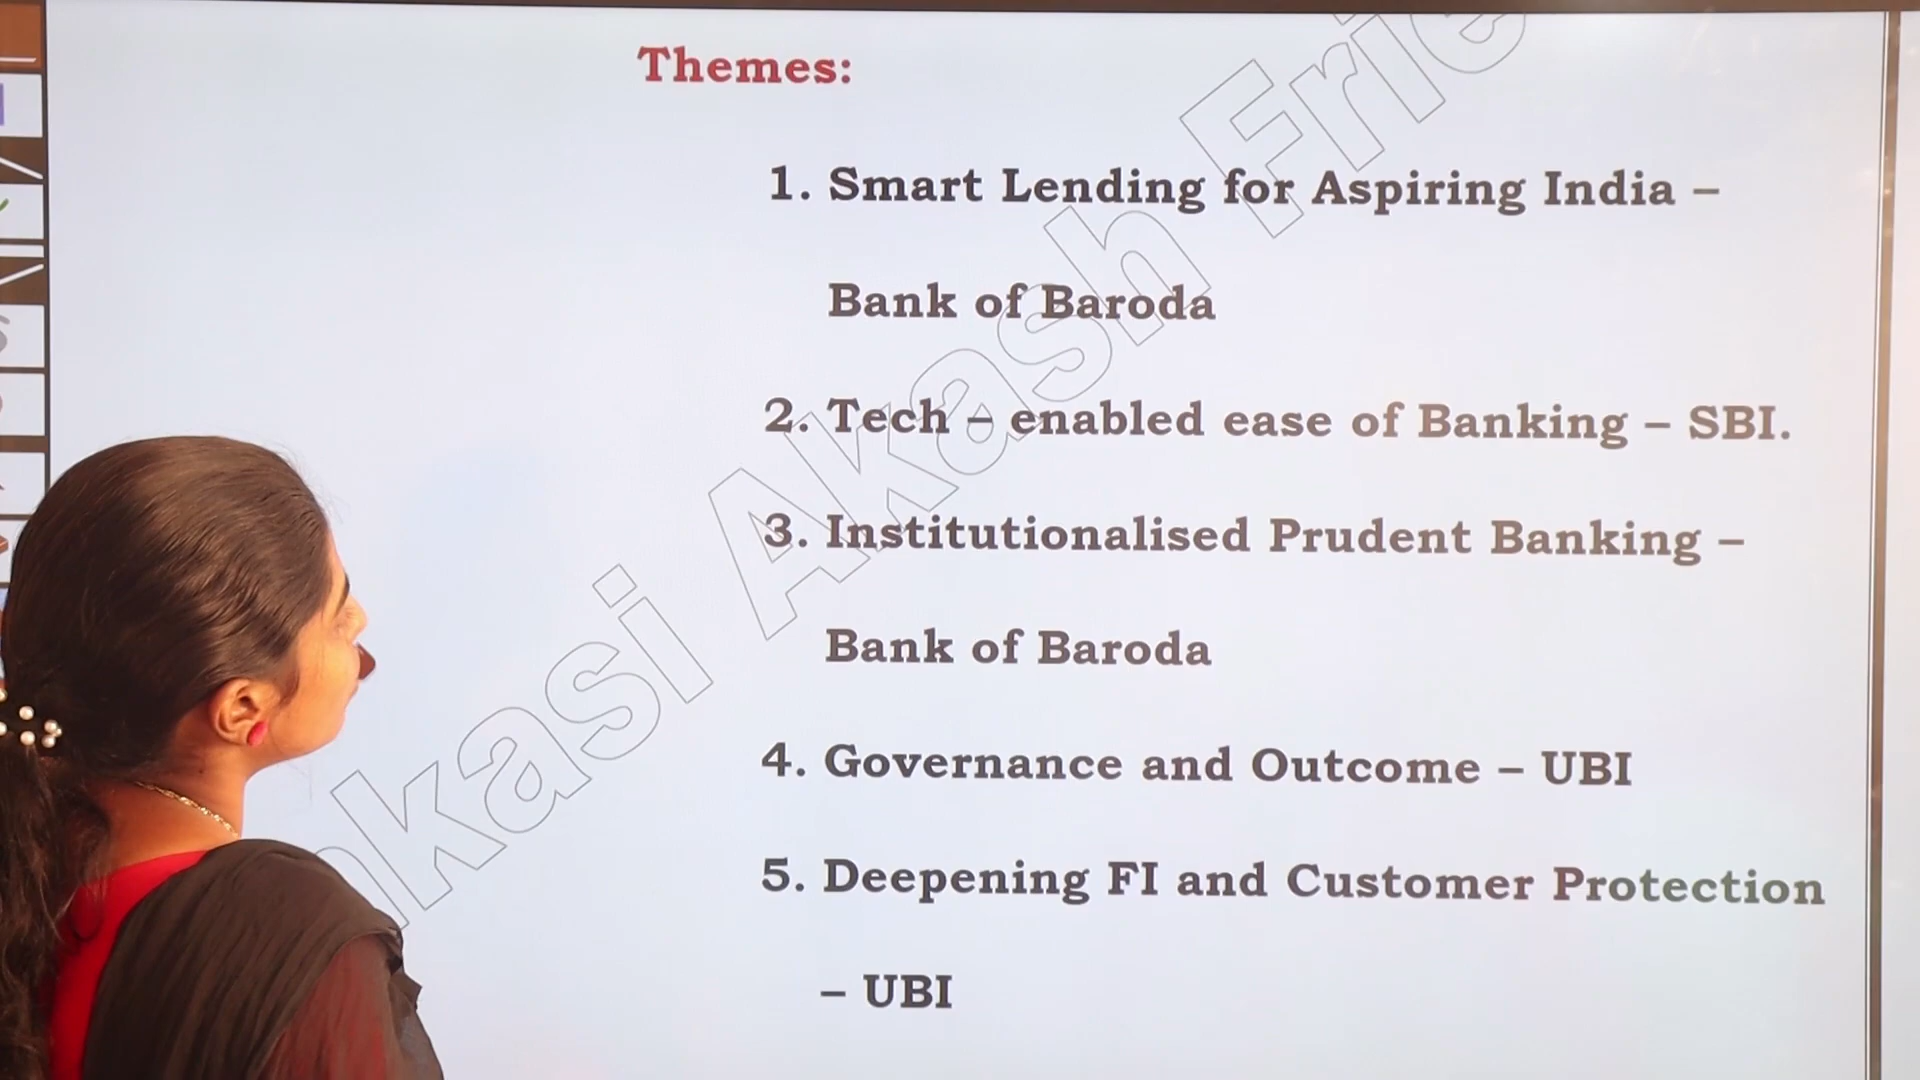 Themes:
1. Smart Lending for Aspiring India –
Bank of Baroda
2. Tech – enabled ease of Banking – SBI.
3. Institutionalised Prudent Banking –
Bank of Baroda
4. Governance and Outcome – UBI
5. Deepening FI and Customer Protection
– UBI
Akash